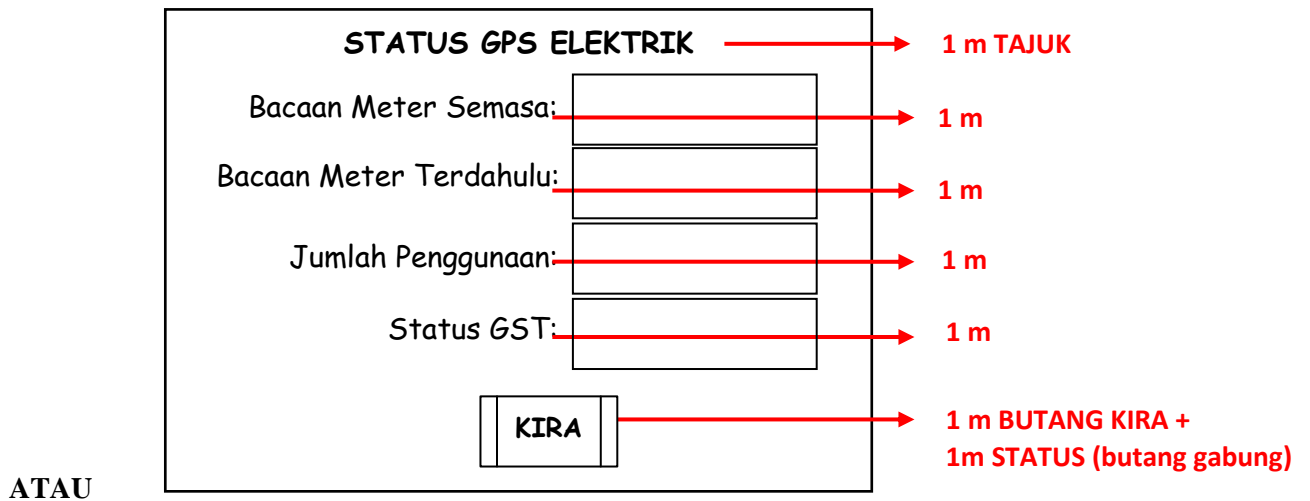 STATUS GPS ELEKTRIK 1 m TAJUK
Bacaan Meter Semasa: 1 m
Bacaan Meter Terdahulu: 1 m
Jumlah Penggunaan: 1 m
Status GST: 1 m
KIRA 1 m BUTANG KIRA +
1m STATUS (butang gabung)
ATAU